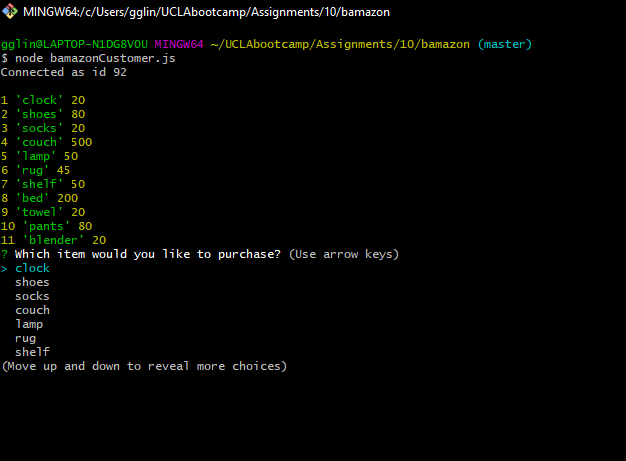 MINGW64:/c/Users/gglin/UCLAbootcamp/Assignments/10/bamazon
gglin@LAPTOP-N1DG8VOU MINGW64 ~/UCLAbootcamp/Assignments/10/bamazon (master)
$ node bamazonCustomer.js
Connected as id 92
1 'clock' 20
2 'shoes' 80
3 'socks' 20
4 'couch' 500
5 'lamp' 50
6 'rug' 45
7 'shelf' 50
8 'bed' 200
9 'towel' 20
10 'pants' 80
11 'blender' 20
? Which item would you like to purchase? (Use arrow keys)
> clock
shoes
socks
couch
lamp
rug
shelf
(Move up and down to reveal more choices)